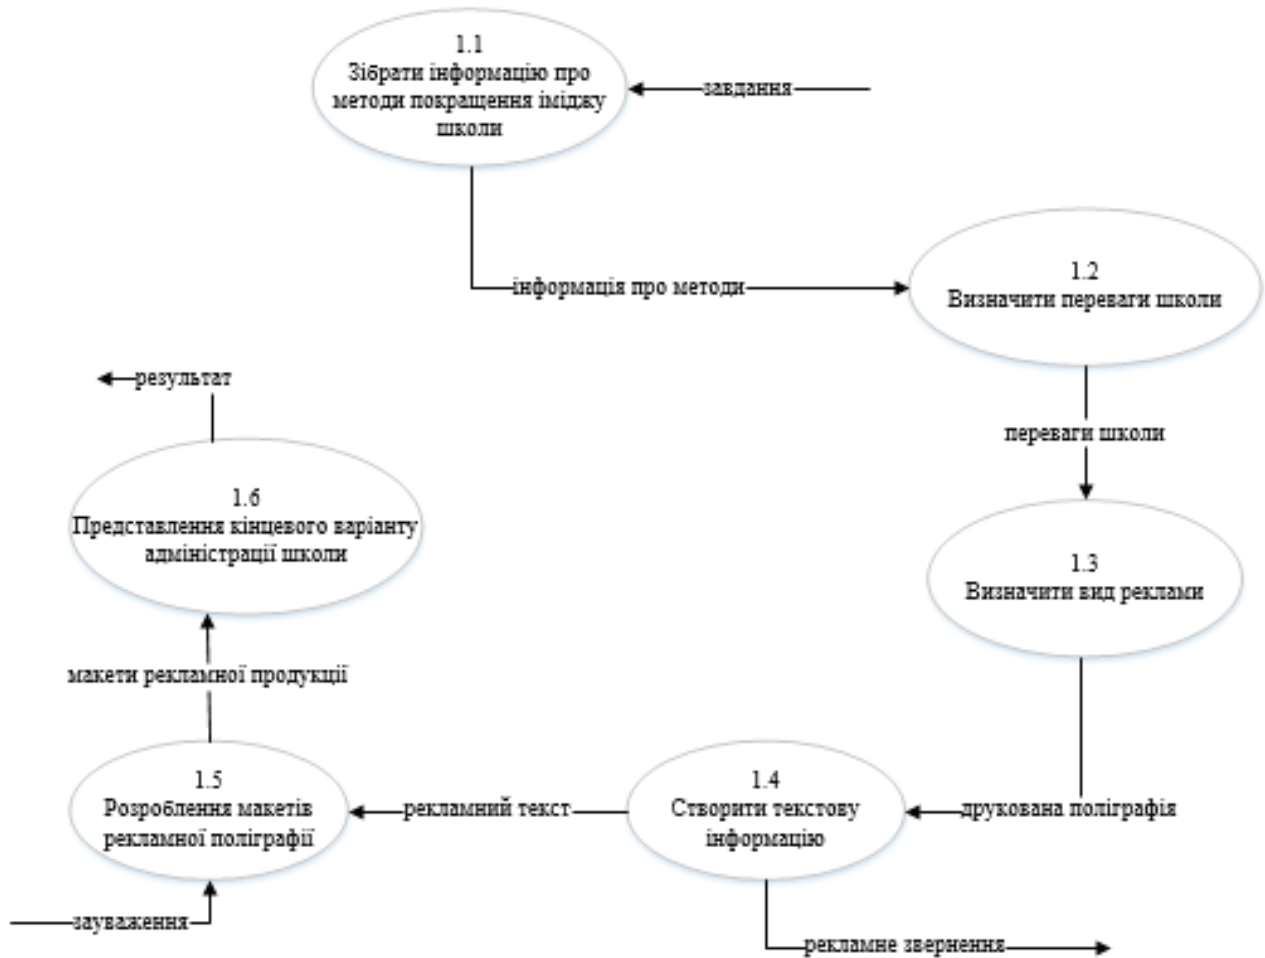 1.1
Зібрати інформацію про
методи покращення іміджу
школи
завдання
інформація про методи
1.2
Визначити переваги школи
переваги школи
1.3
Визначити вид реклами
друкована поліграфія
1.4
Створити текстову
інформацію
рекламне звернення
рекламний текст
1.5
Розроблення макетів
рекламної поліграфії
зауваження
макети рекламної продукції
1.6
Представлення кінцевого варіанту
адміністрації школи
результат